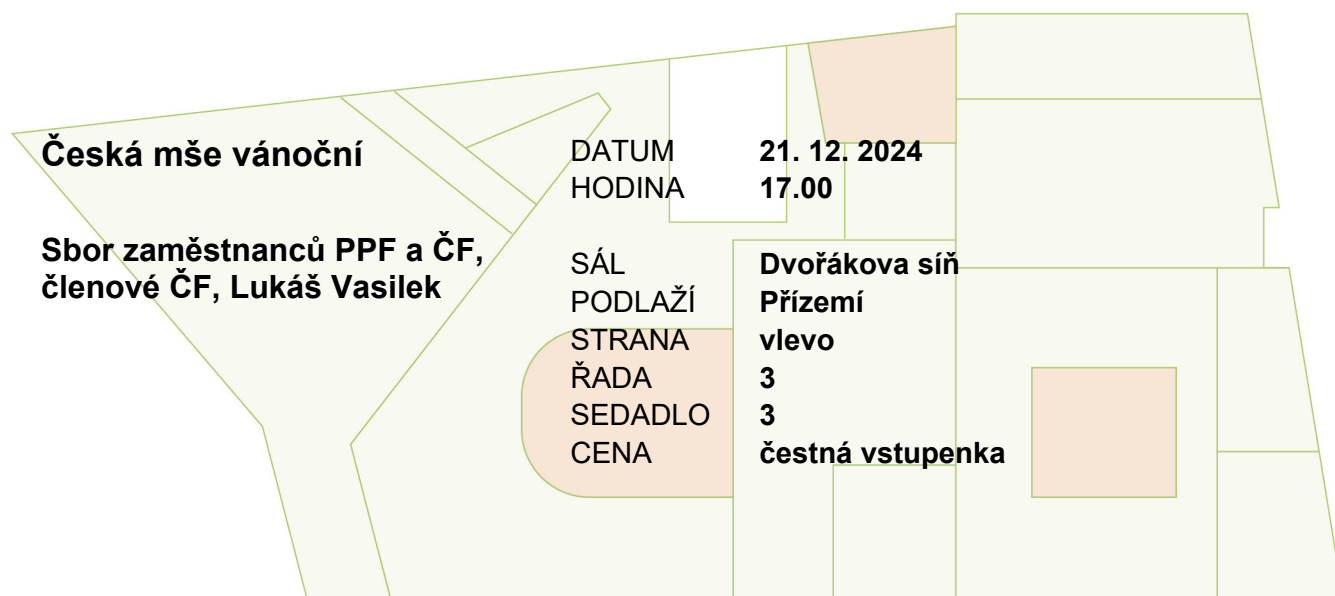 Česká mše vánoční
Sbor zaměstnanců PPF a ČF,
členové ČF, Lukáš Vasilek
DATUM 21. 12. 2024
HODINA 17.00
SÁL Dvořákova síň
PODLAŽÍ Přízemí
STRANA vlevo
ŘADA 3
SEDADLO 3
CENA čestná vstupenka